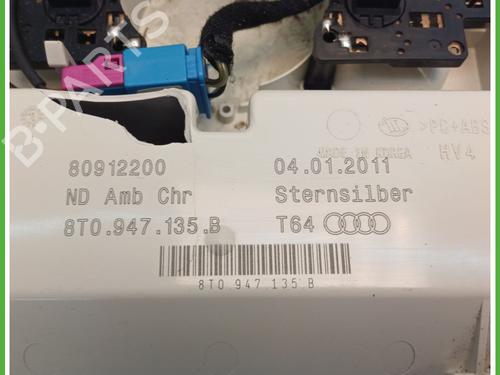 B-PARTS
>PC+ABS
MADE IN KOREA
HV4
80912200
04.01.2011
ND Amb Chr
Sternsilber
8T0.947.135.B
T64
8T0 947 135 B